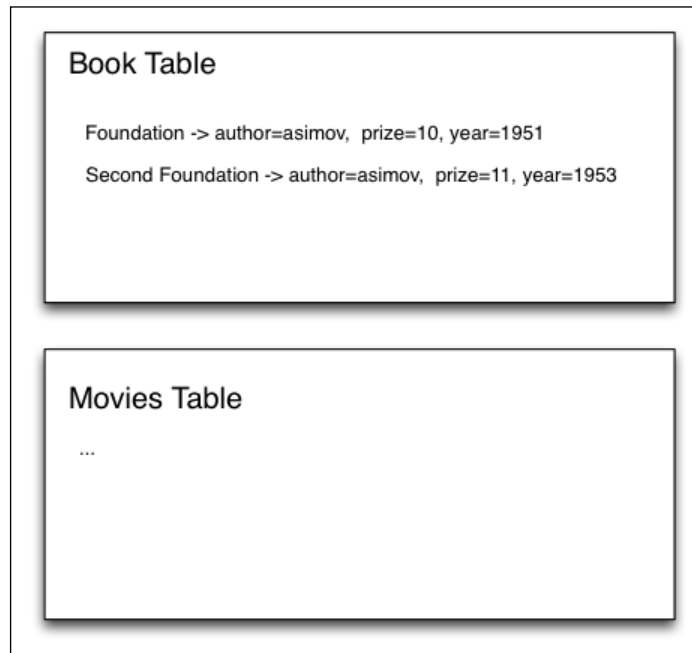 Book Table
Foundation -> author=asimov, prize=10, year=1951
Second Foundation -> author=asimov, prize=11, year=1953
Movies Table
...